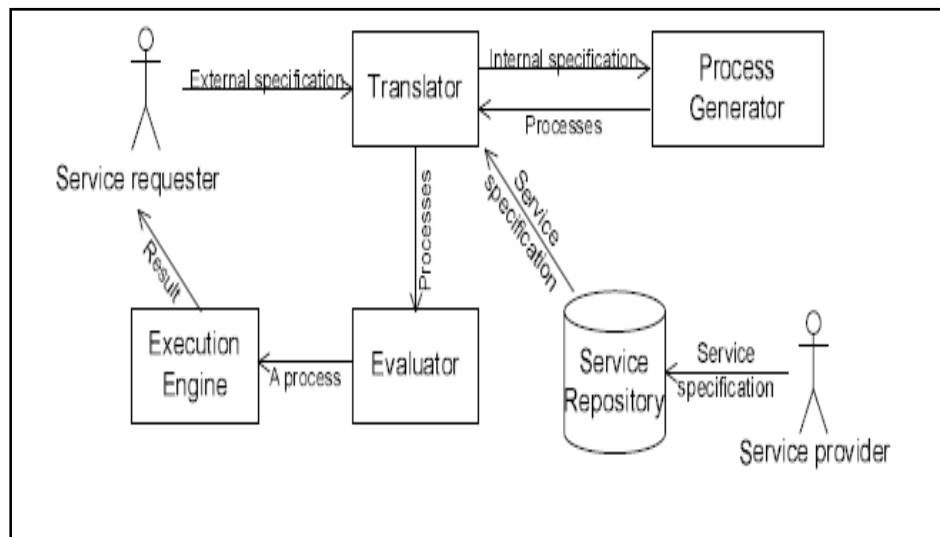 External specification
Translator
Internal specification
Process
Generator
Processes
Service requester
Processes
Service
specification
Result
Execution
Engine
A process
Evaluator
Service
Repository
Service
specification
Service provider